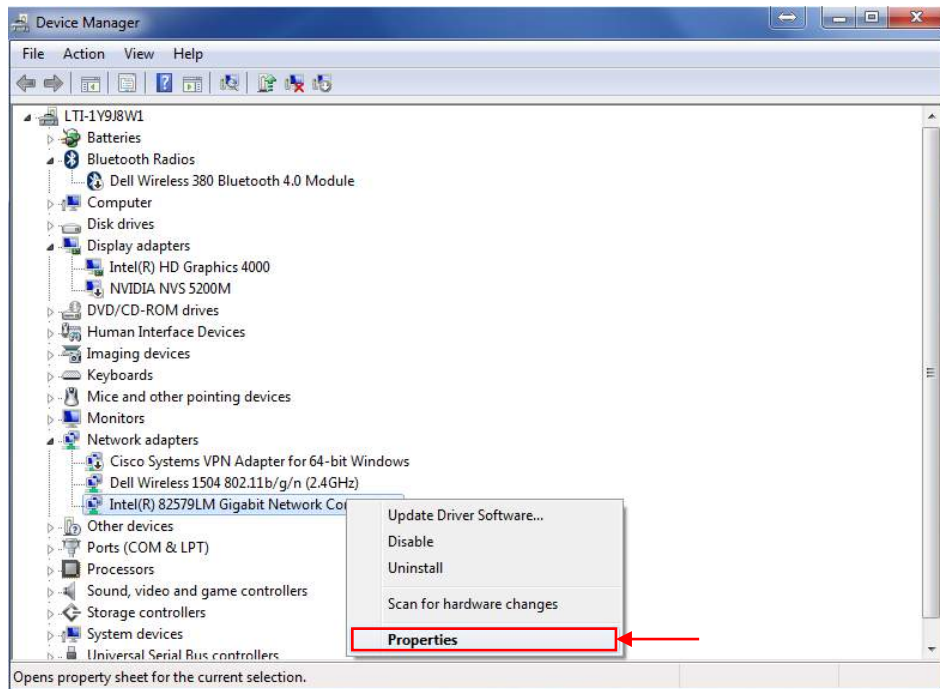 Device Manager
File Action View Help
LTI-1Y9J8W1
Batteries
Bluetooth Radios
Dell Wireless 380 Bluetooth 4.0 Module
Computer
Disk drives
Display adapters
Intel(R) HD Graphics 4000
NVIDIA NVS 5200M
DVD/CD-ROM drives
Human Interface Devices
Imaging devices
Keyboards
Mice and other pointing devices
Monitors
Network adapters
Cisco Systems VPN Adapter for 64-bit Windows
Dell Wireless 1504 802.11b/g/n (2.4GHz)
Intel(R) 82579LM Gigabit Network Co
Other devices
Ports (COM & LPT)
Processors
Sound, video and game controllers
Storage controllers
System devices
Universal Serial Bus controllers
Update Driver Software...
Disable
Uninstall
Scan for hardware changes
Properties
Opens property sheet for the current selection.